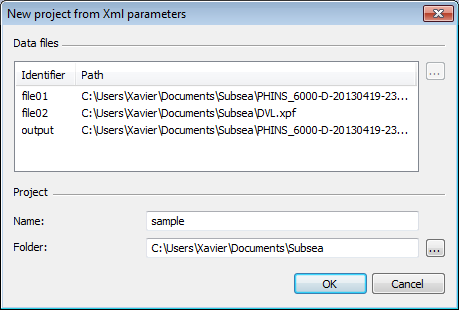 New project from Xml parameters
Data files
Identifier Path
file01 C:\Users\Xavier\Documents\Subsea\PHINS_6000-D-20130419-23...
file02 C:\Users\Xavier\Documents\Subsea\DVL.xpf
output C:\Users\Xavier\Documents\Subsea\PHINS_6000-D-20130419-23...
...
Project
Name: sample
Folder: C:\Users\Xavier\Documents\Subsea ...
OK Cancel